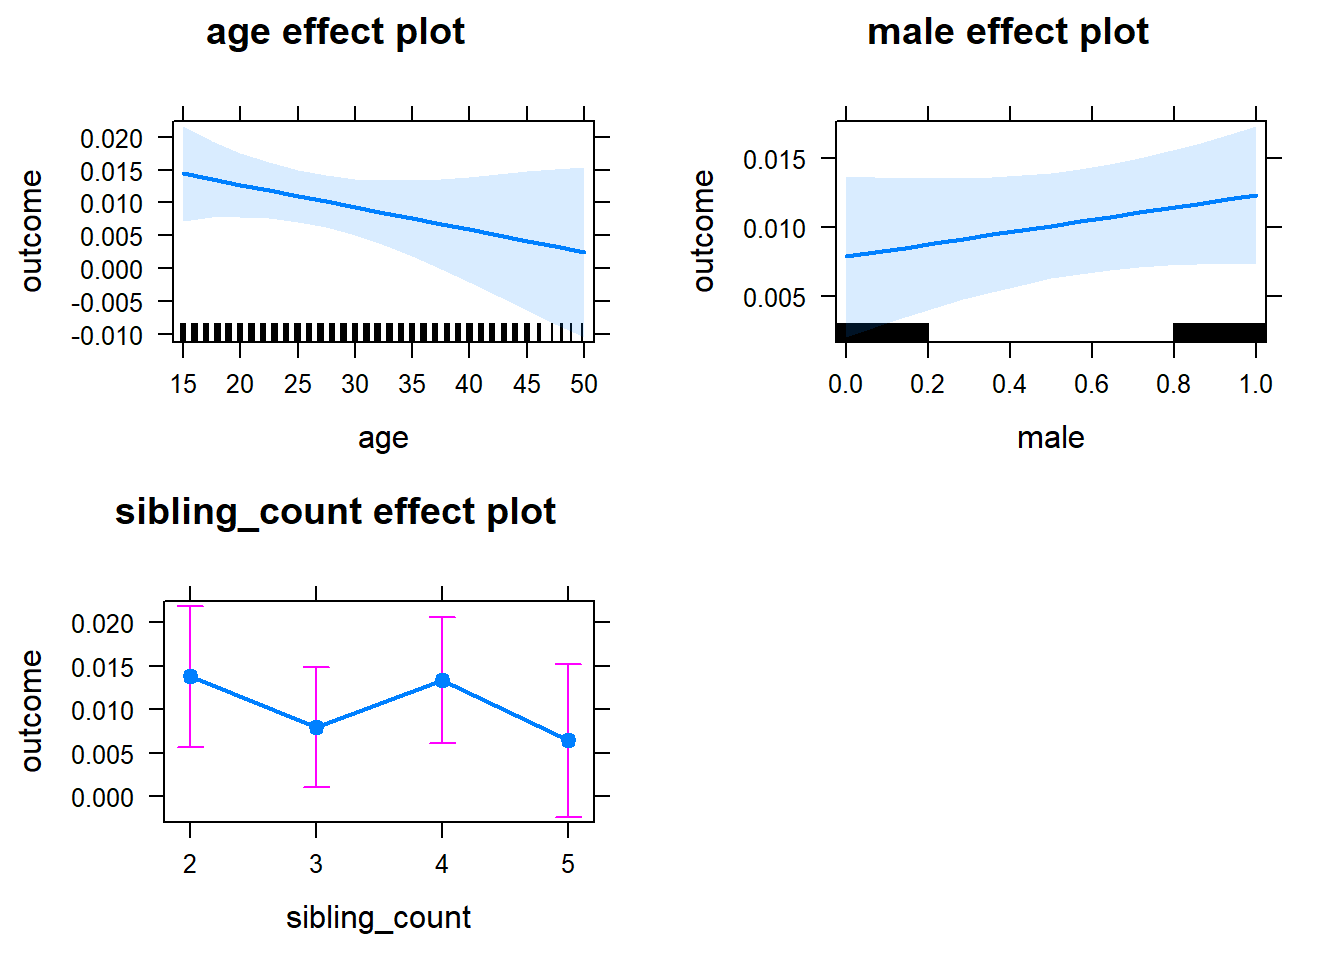 age effect plot
outcome
0.020
0.015
0.010
0.005
0.000
-0.005
-0.010
15 20 25 30 35 40 45 50
age
male effect plot
outcome
0.015
0.010
0.005
0.0 0.2 0.4 0.6 0.8 1.0
male
sibling_count effect plot
outcome
0.020
0.015
0.010
0.005
0.000
2 3 4 5
sibling_count